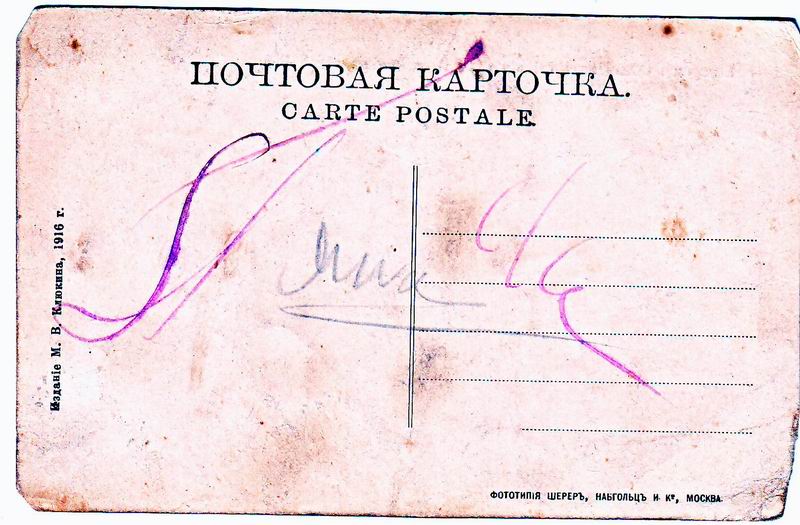 ПОЧТОВАЯ КАРТОЧКА.
CARTE POSTALE.
Изданіе М. В. Клюкина, 1916 г.
ФОТОТИПІЯ ШЕРЕРЪ, НАБГОЛЬЦЪ И Кº, МОСКВА.